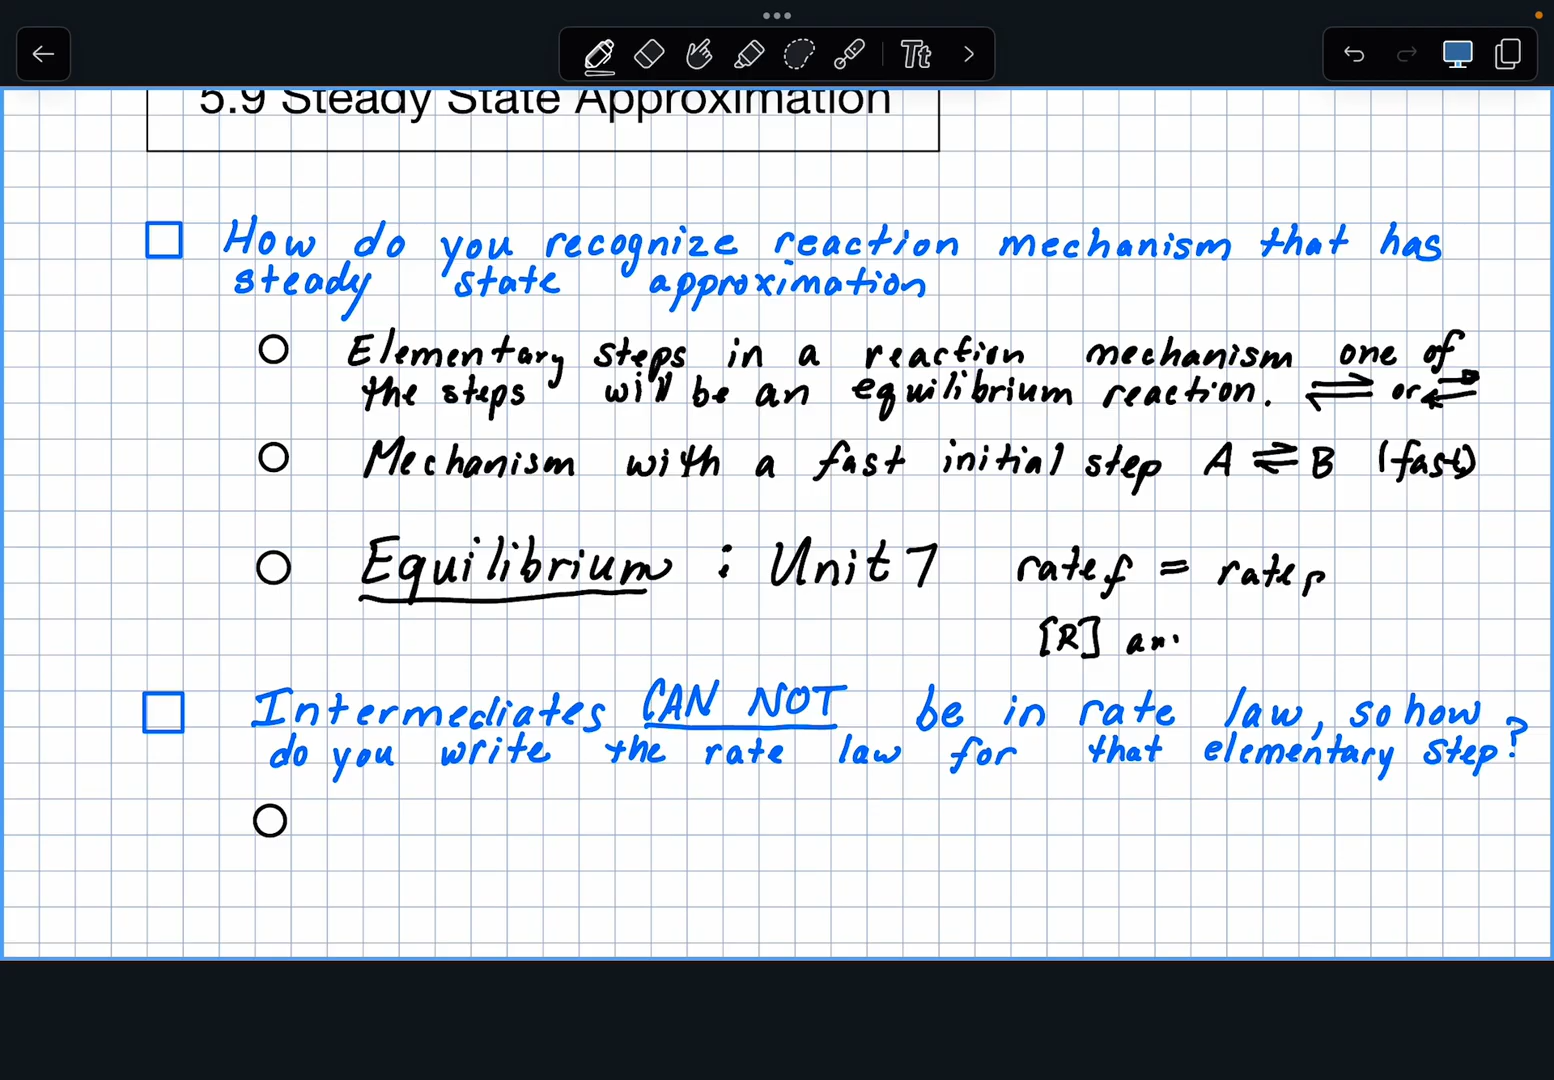 5.9 Steady State Approximation
How do you recognize reaction mechanism that has
steady state approximation
Elementary steps in a reaction mechanism one of
the steps will be an equilibrium reaction. ⇌ or ⇄
Mechanism with a fast initial step A ⇌ B (fast)
Equilibrium : Unit 7 rate f = rate r
[R] an
Intermediates CAN NOT be in rate law, so how
do you write the rate law for that elementary step?
Tt